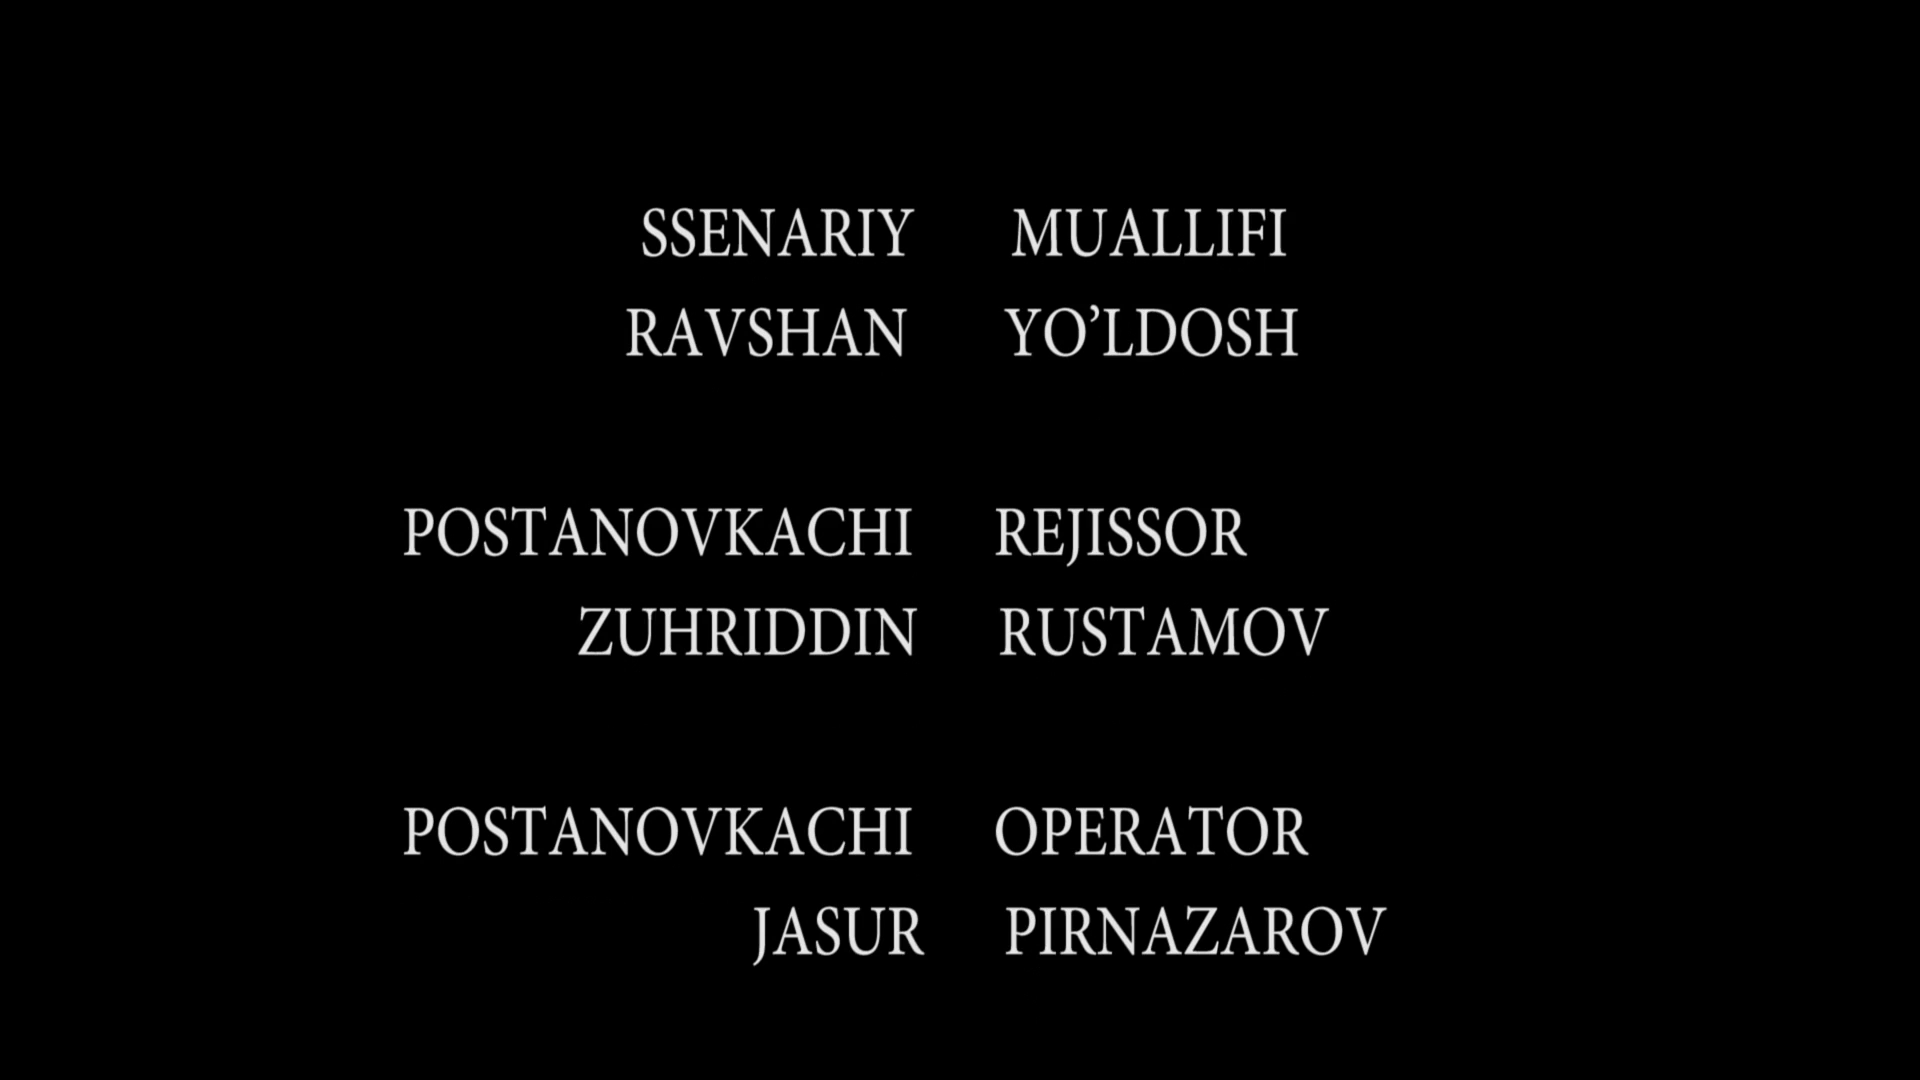 SSENARIY MUALLIFI
RAVSHAN YO’LDOSH
POSTANOVKACHI REJISSOR
ZUHRIDDIN RUSTAMOV
POSTANOVKACHI OPERATOR
JASUR PIRNAZAROV